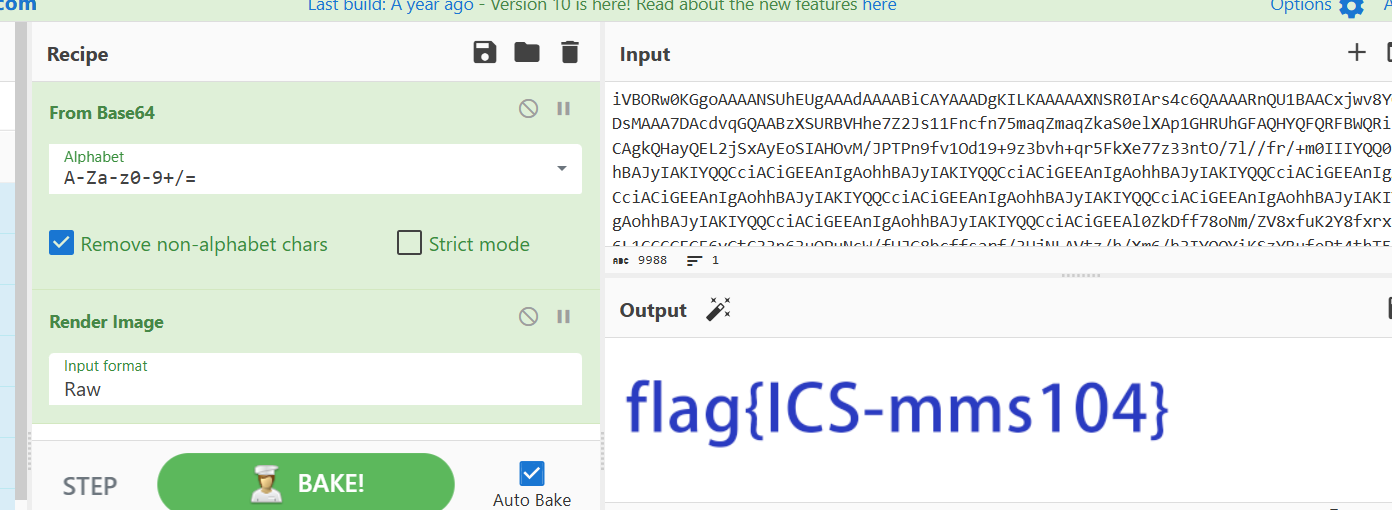 com
Last build: A year ago - Version 10 is here! Read about the new features here
Options
Recipe
From Base64
Alphabet
A-Za-z0-9+/=
Remove non-alphabet chars
Strict mode
Render Image
Input format
Raw
STEP
BAKE!
Auto Bake
Input
iVBORw0KGgoAAAANSUhEUgAAAdAAAABiCAYAAADgKILKAAAAAXNSR0IArs4c6QAAAARnQU1BAACxjwv8Y
DsMAAA7DAcdvqGQAABzXSURBVHhe7Z2Js11Fncfn75maqZmaqZkaS0elXAp1GHRUhGFAQHYQFQRFBWQRi
CAgkQHayQEL2jSxAyEoSIAHOvM/JPTPn9fv1Od19+9z3bvh+qr5FkXe77z33ntO/7l//fr/+m0IIIYQQ0
hBAJyIAKIYQQCciACiGEEAnIgAohhBAJyIAKIYQQCciACiGEEAnIgAohhBAJyIAKIYQQCciACiGEEAnIg
CciACiGEEAnIgAohhBAJyIAKIYQQCciACiGEEAnIgAohhBAJyIAKIYQQCciACiGEEAnIgAohhBAJyIAKI
gAohhBAJyIAKIYQQCciACiGEEAnIgAohhBAJyIAKIYQQCciACiGEEAl0ZkDff78oNm/ZV8xfuK2Y8fxrx
ABC 9988
1
Output
flag{ICS-mms104}